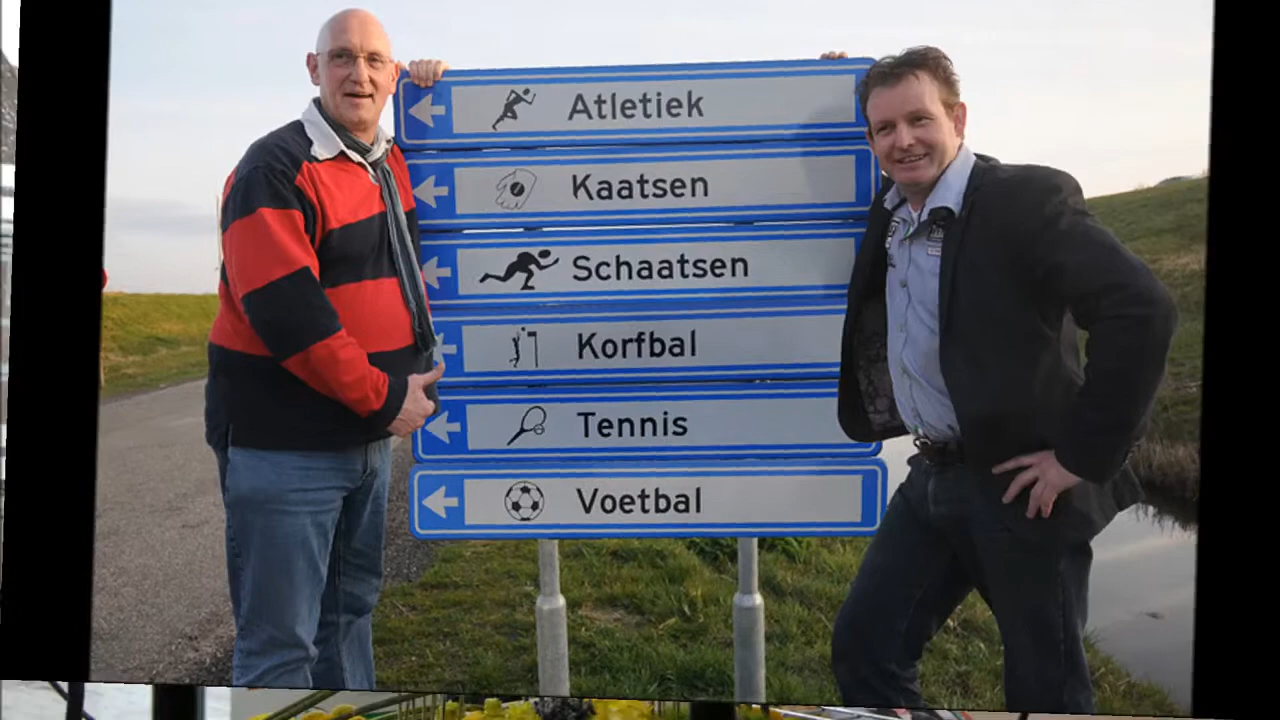 Atletiek
Kaatsen
Schaatsen
Korfbal
Tennis
Voetbal